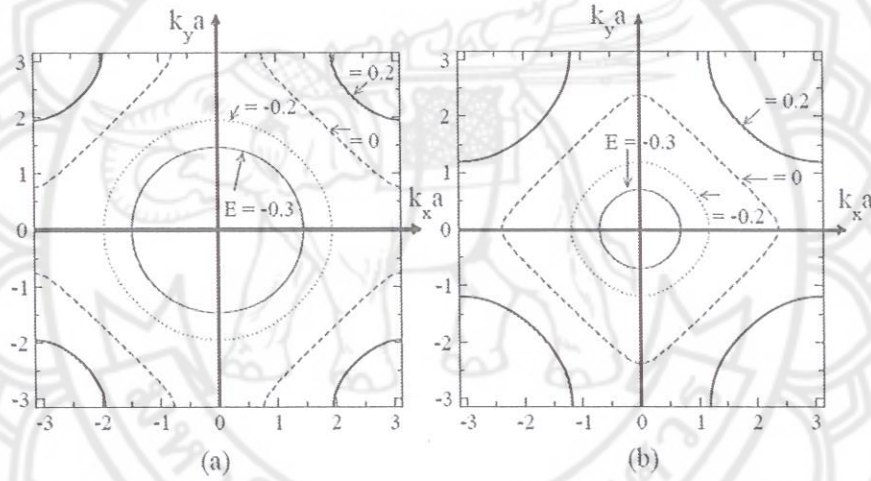 k_y a
k_y a
3
2
1
0
-1
-2
-3
= 0.2
= -0.2
= 0
E = -0.3
k_x a
-3 -2 -1 0 1 2 3
(a)
3
2
1
0
-1
-2
-3
= 0.2
E = -0.3
= 0
= -0.2
k_x a
-3 -2 -1 0 1 2 3
(b)